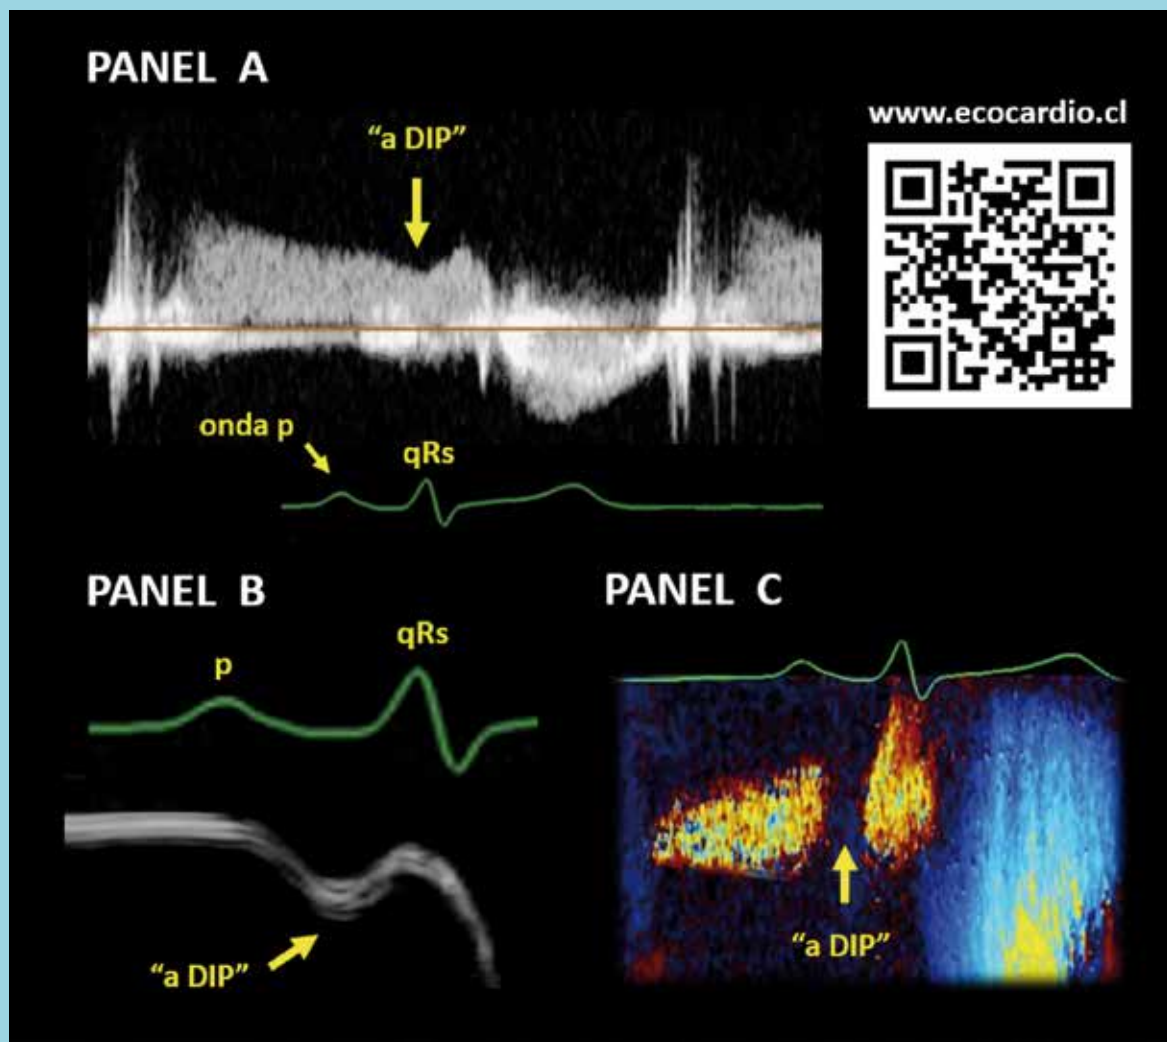 PANEL A
"a DIP"
www.ecocardio.cl
onda p
qRs
PANEL B
p
qRs
"a DIP"
PANEL C
"a DIP"